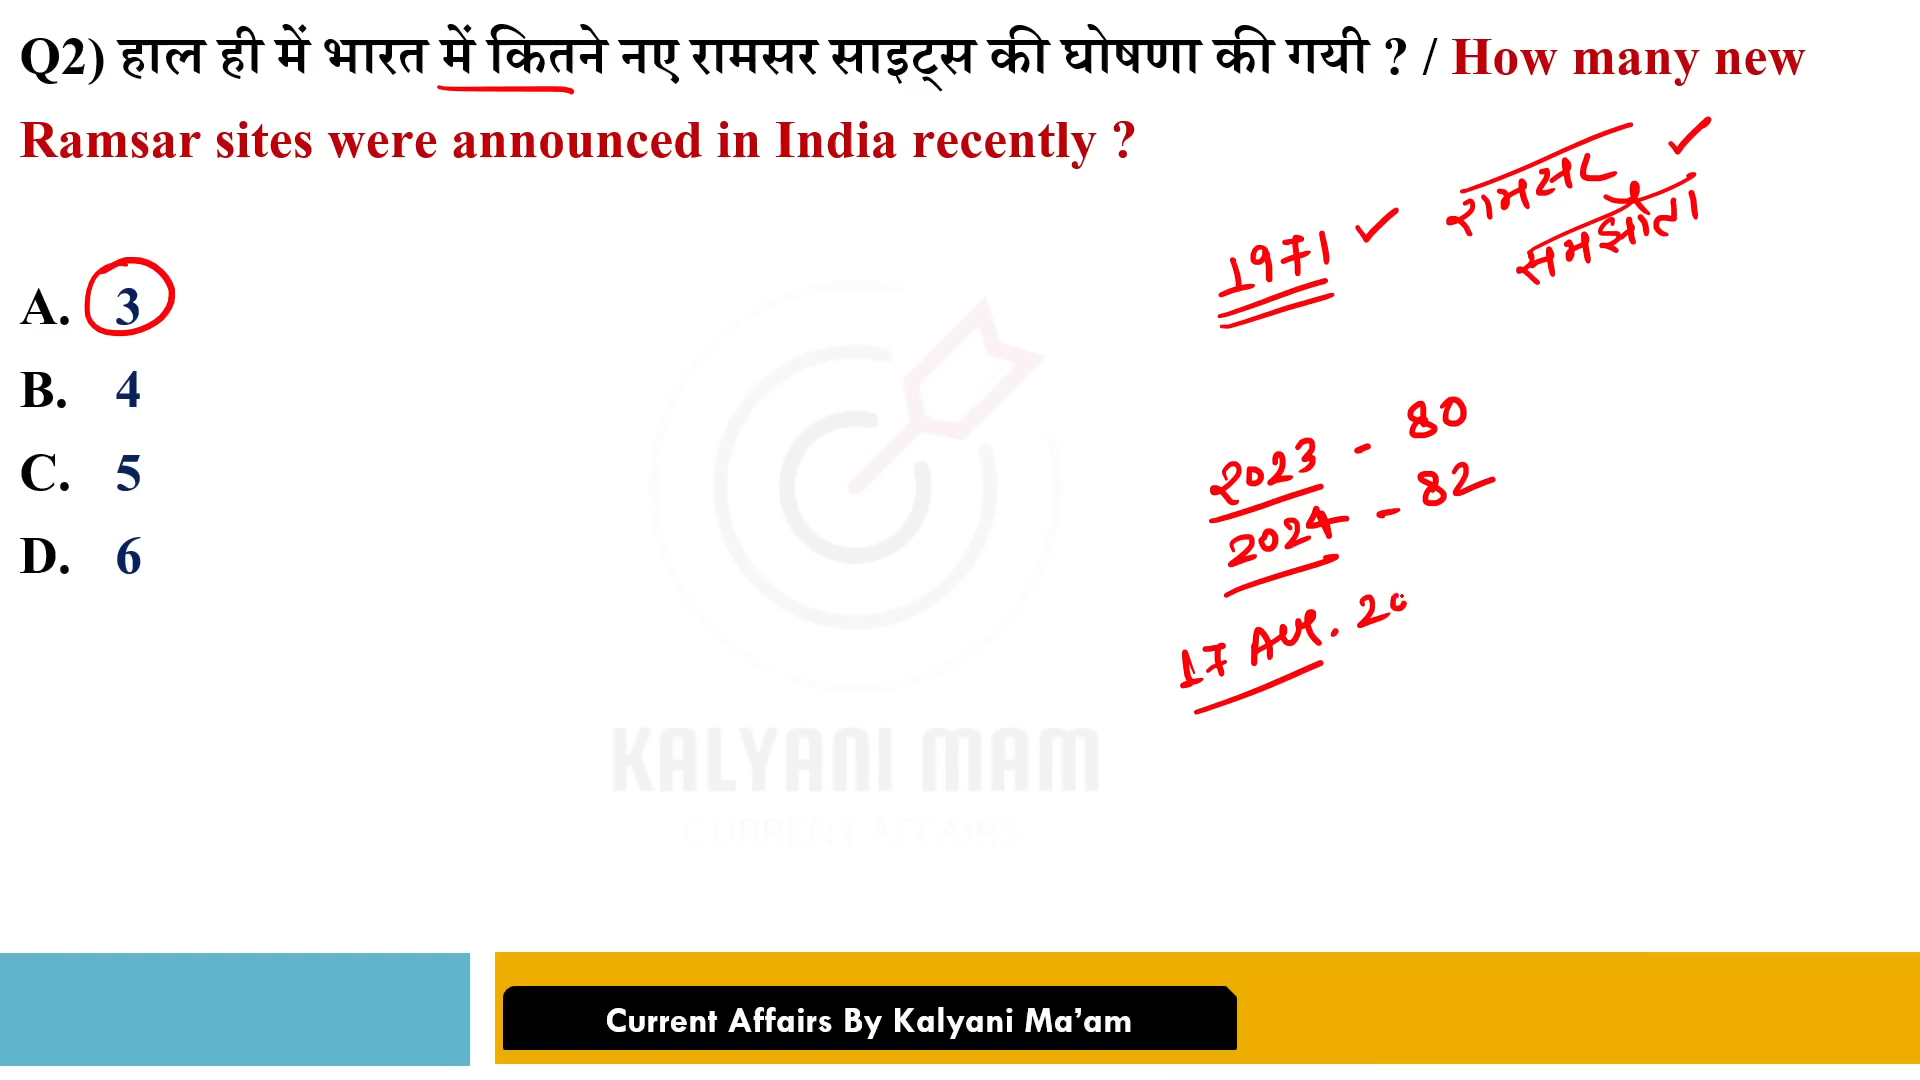 Q2) हाल ही में भारत में कितने नए रामसर साइट्स की घोषणा की गयी ? / How many new
Ramsar sites were announced in India recently ?
1971 रामसर
समझौता
A. 3
B. 4
C. 5
D. 6
2023 - 80
2024 - 82
17
KALYANI MAM
CURRENT AFFAIRS
Current Affairs By Kalyani Ma’am